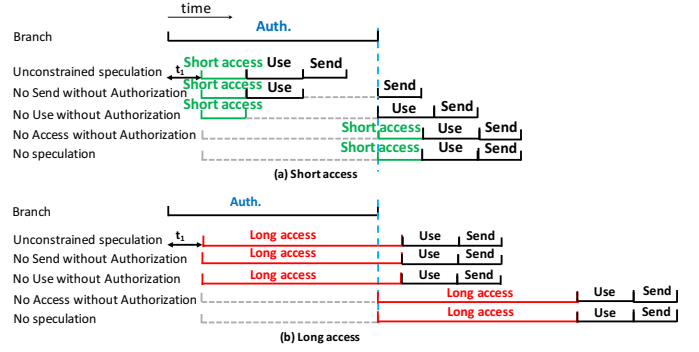 time
Branch Auth.
Unconstrained speculation t1 Short access Use Send
No Send without Authorization Short access Use Send
No Use without Authorization Short access Use Send
No Access without Authorization Short access Use Send
No speculation Short access Use Send
(a) Short access
Branch Auth.
Unconstrained speculation t1 Long access Use Send
No Send without Authorization Long access Use Send
No Use without Authorization Long access Use Send
No Access without Authorization Long access Use Send
No speculation Long access Use Send
(b) Long access